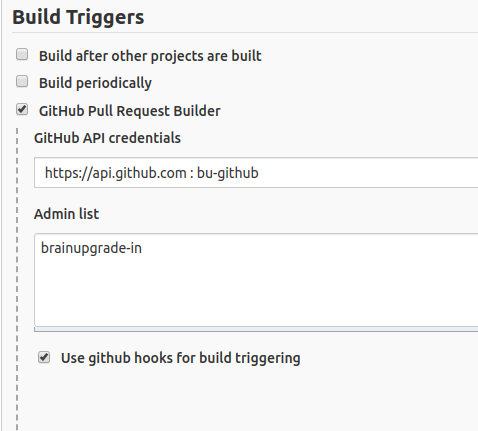 Build Triggers
Build after other projects are built
Build periodically
GitHub Pull Request Builder
GitHub API credentials
https://api.github.com : bu-github
Admin list
brainupgrade-in
Use github hooks for build triggering